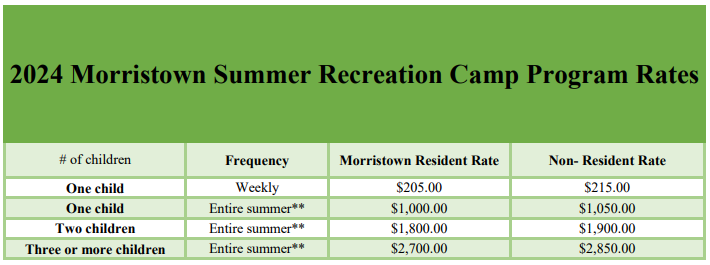 2024 Morristown Summer Recreation Camp Program Rates
# of children Frequency Morristown Resident Rate Non- Resident Rate
One child Weekly $205.00 $215.00
One child Entire summer** $1,000.00 $1,050.00
Two children Entire summer** $1,800.00 $1,900.00
Three or more children Entire summer** $2,700.00 $2,850.00